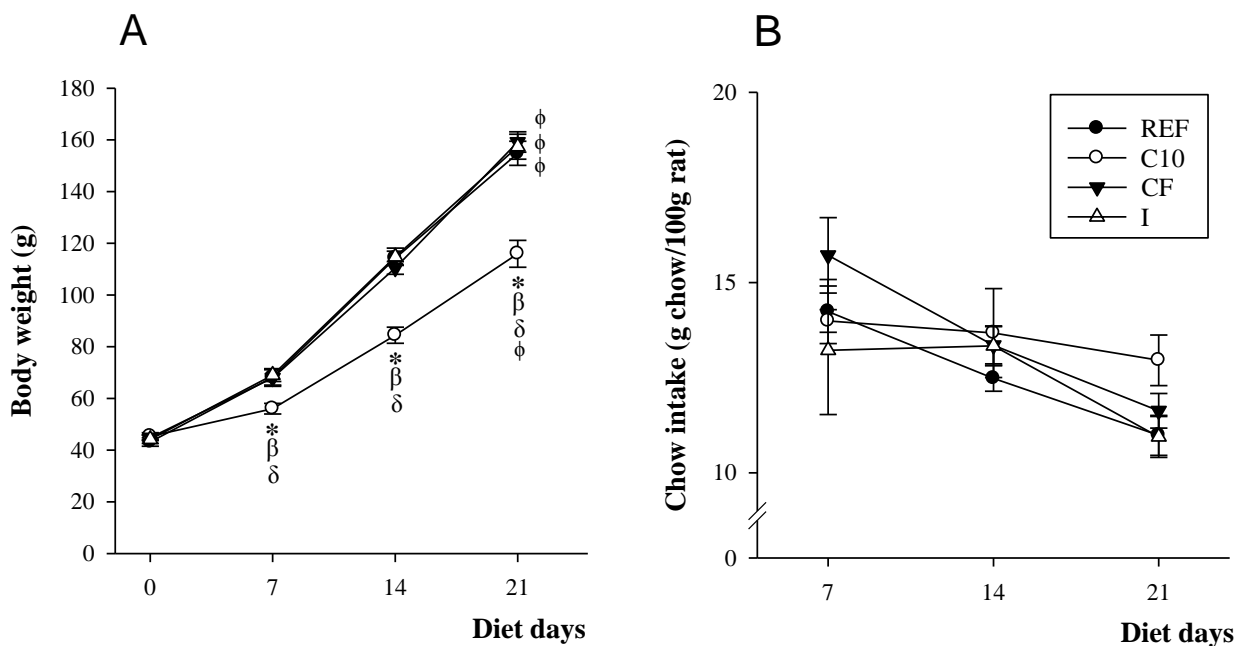 A
Body weight (g)
180
160
140
120
100
80
60
40
20
0
0 7 14 21
Diet days
*
β
δ
*
β
δ
*
β
δ
ϕ
ϕ
ϕ
ϕ
B
Chow intake (g chow/100g rat)
20
15
10
0
7 14 21
Diet days
REF
C10
CF
I